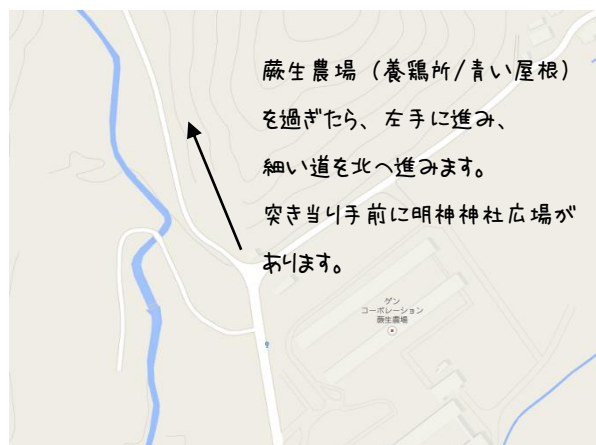 蕨生農場（養鶏所/青い屋根）
を過ぎたら、左手に進み、
細い道を北へ進みます。
突き当り手前に明神神社広場が
あります。
ゲン
コーポレーション
蕨生農場